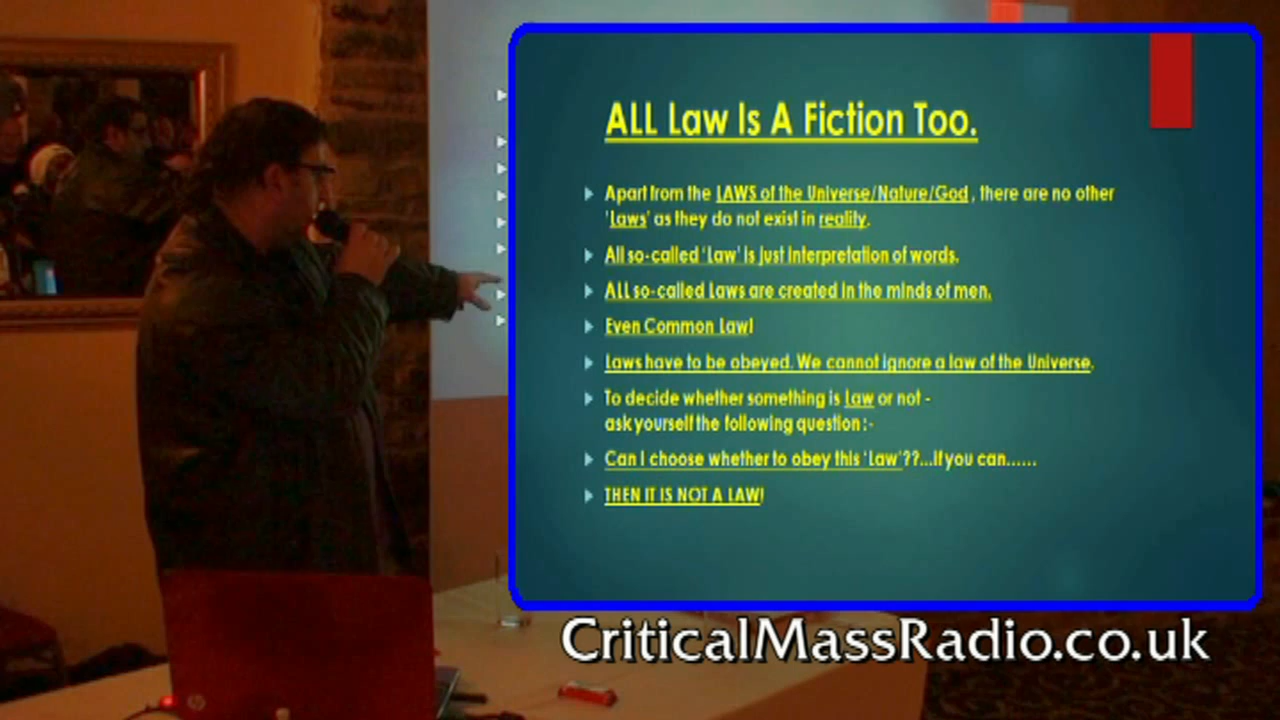 ALL Law Is A Fiction Too.
Apart from the LAWS of the Universe/Nature/God , there are no other
'Laws' as they do not exist in reality.
All so-called 'Law' is just interpretation of words.
ALL so-called Laws are created in the minds of men.
Even Common Law!
Laws have to be obeyed. We cannot ignore a law of the Universe.
To decide whether something is law or not -
ask yourself the following question :-
Can I choose whether to obey this 'Law'??...If you can......
THEN IT IS NOT A LAW!
CriticalMassRadio.co.uk
hp